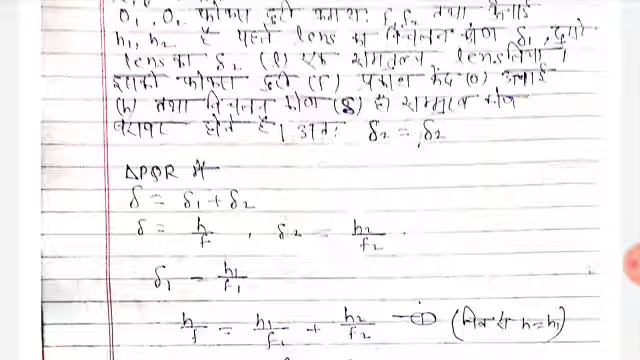 O₁, O₂ फोकस दूरी क्रमशः f₁ f₂ तथा ऊँचाई
h₁, h₂ है पहले lens का विचलन कोण δ₁, दूसरे
lens का δ₂ (L) एक समतुल्य lens लिया।
इसकी फोकस दूरी (f) प्रकाश केंद्र (O) ऊँचाई
(h) तथा विचलन कोण (δ) है। सम्मुख कोण
बराबर होते हैं। अतः δ₂ = δ₂
ΔPQR में
δ = δ₁ + δ₂
δ = h/f , δ₂ = h₂/f₂
δ₁ = h₁/f₁
h/f = h₁/f₁ + h₂/f₂ —① (चित्र से h = h₁)